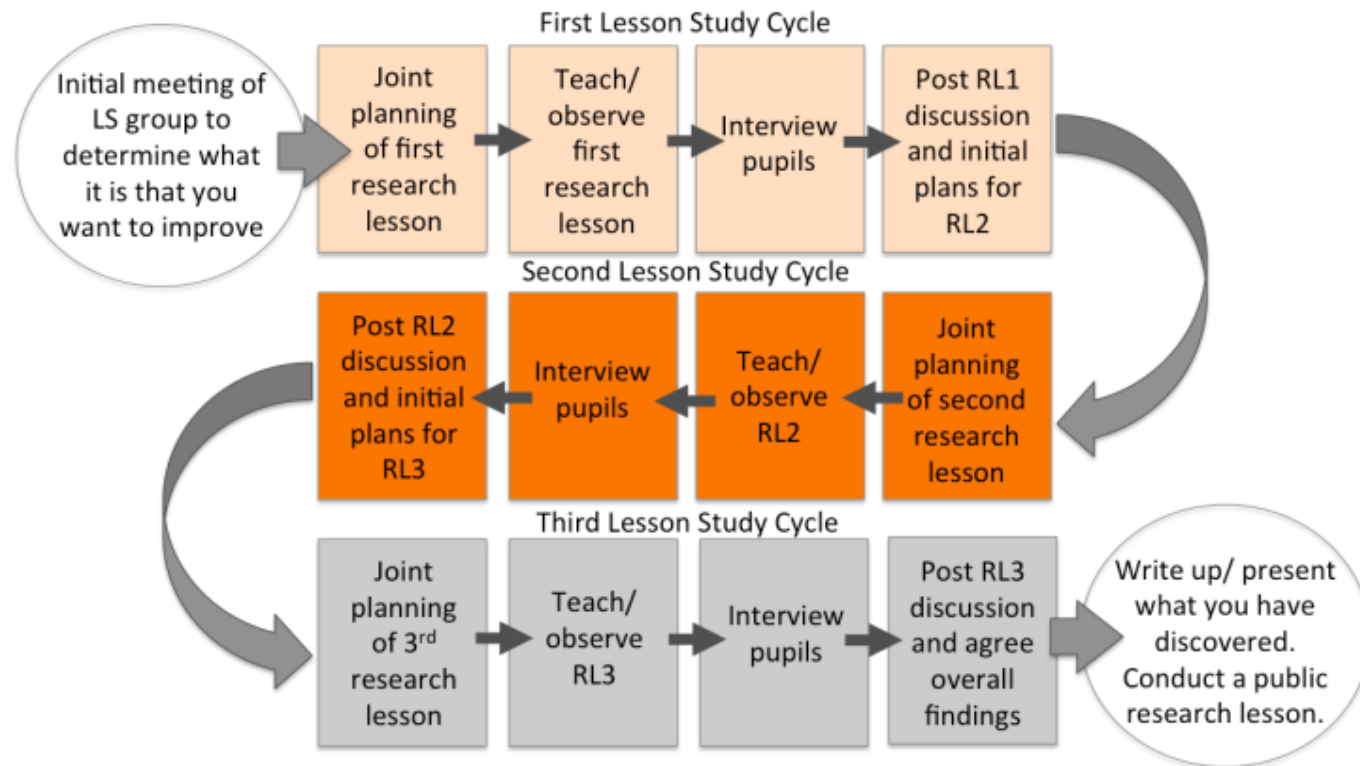 First Lesson Study Cycle
Initial meeting of
LS group to
determine what
it is that you
want to improve
Joint
planning
of first
research
lesson
Teach/
observe
first
research
lesson
Interview
pupils
Post RL1
discussion
and initial
plans for
RL2
Second Lesson Study Cycle
Joint
planning
of second
research
lesson
Teach/
observe
RL2
Interview
pupils
Post RL2
discussion
and initial
plans for
RL3
Third Lesson Study Cycle
Joint
planning
of 3rd
research
lesson
Teach/
observe
RL3
Interview
pupils
Post RL3
discussion
and agree
overall
findings
Write up/ present
what you have
discovered.
Conduct a public
research lesson.